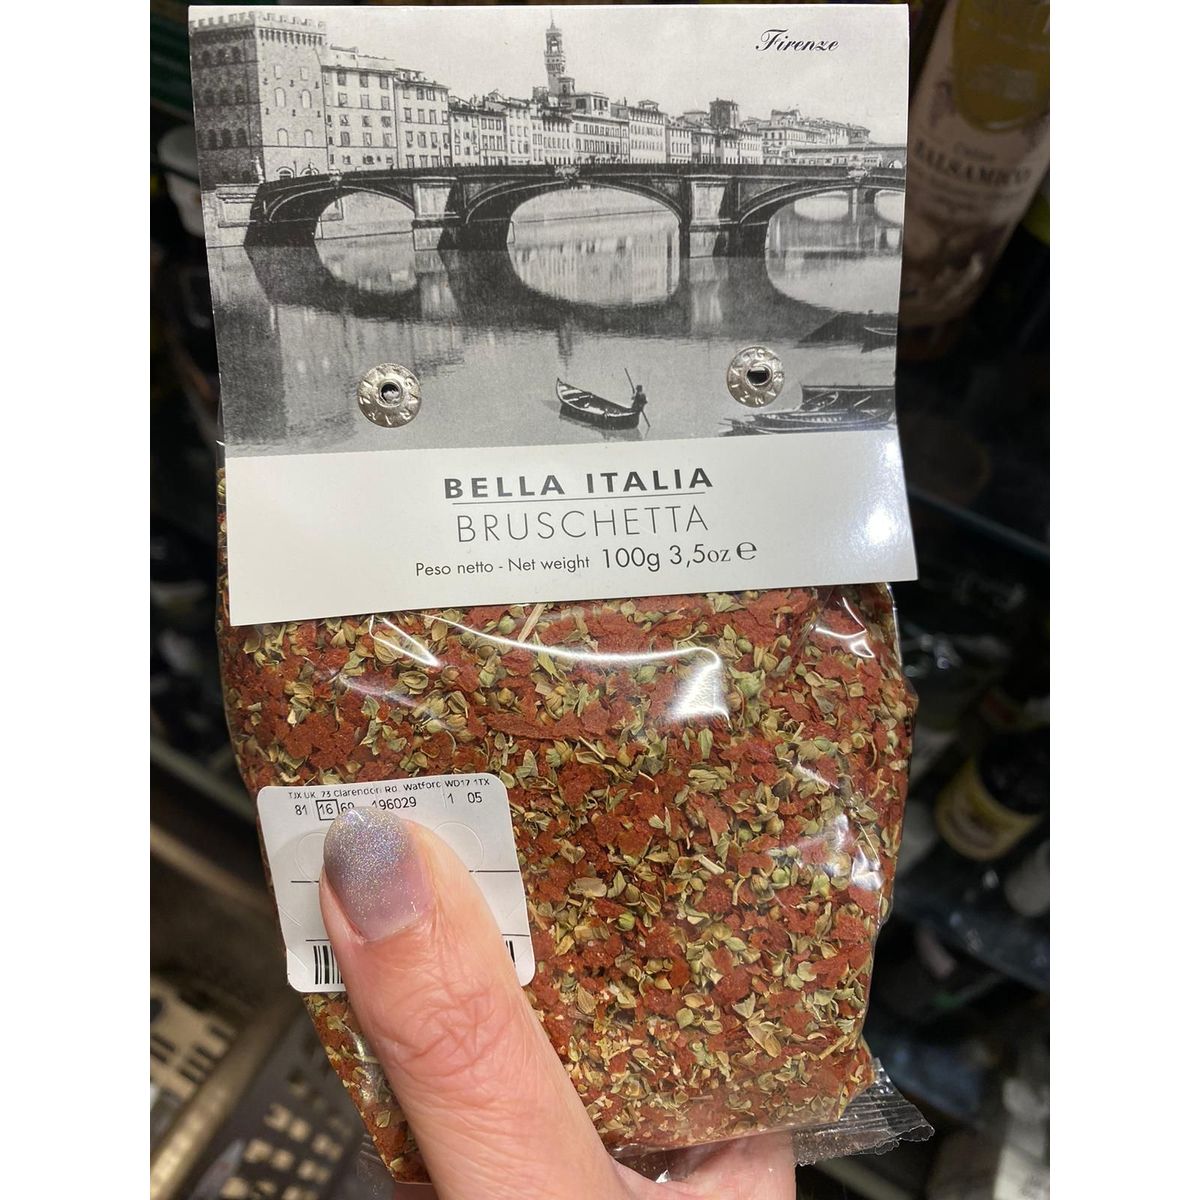 Firenze
BALSAMICO
BELLA ITALIA
BRUSCHETTA
Peso netto - Net weight 100g 3,5oz e
TJX UK. 73 Clarendon Rd. Watford WD17 1TX
81 16 196029 1 05